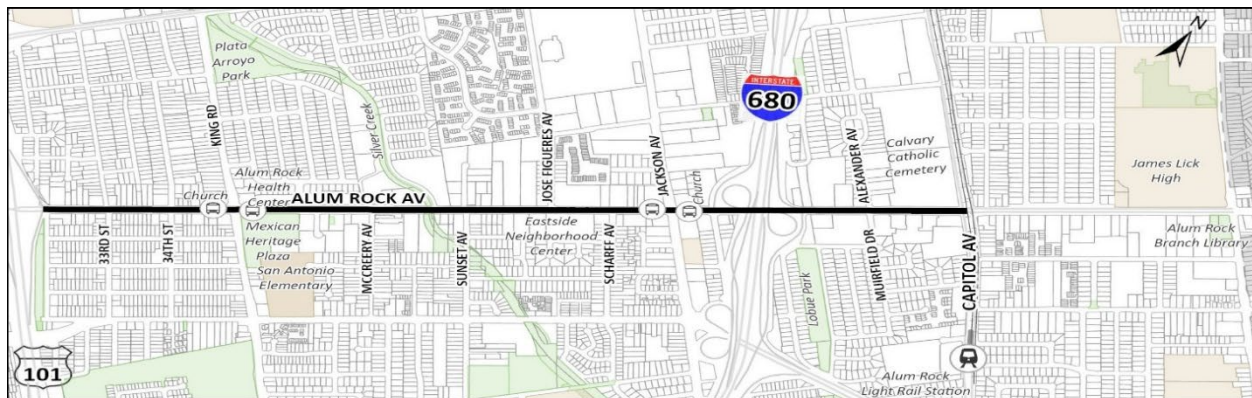 Plata
Arroyo
Park
KING RD
Silver Creek
Alum Rock
Health
Center
Church
ALUM ROCK AV
JOSE FIGUERES AV
JACKSON AV
Church
INTERSTATE
680
ALEXANDER AV
Calvary
Catholic
Cemetery
N
James Lick
High
33RD ST
34TH ST
Mexican
Heritage
Plaza
San Antonio
Elementary
MCCREERY AV
SUNSET AV
Eastside
Neighborhood
Center
SCHARFF AV
Lobue Park
MUIRFIELD DR
CAPITOL AV
Alum Rock
Branch Library
101
Alum Rock
Light Rail Station